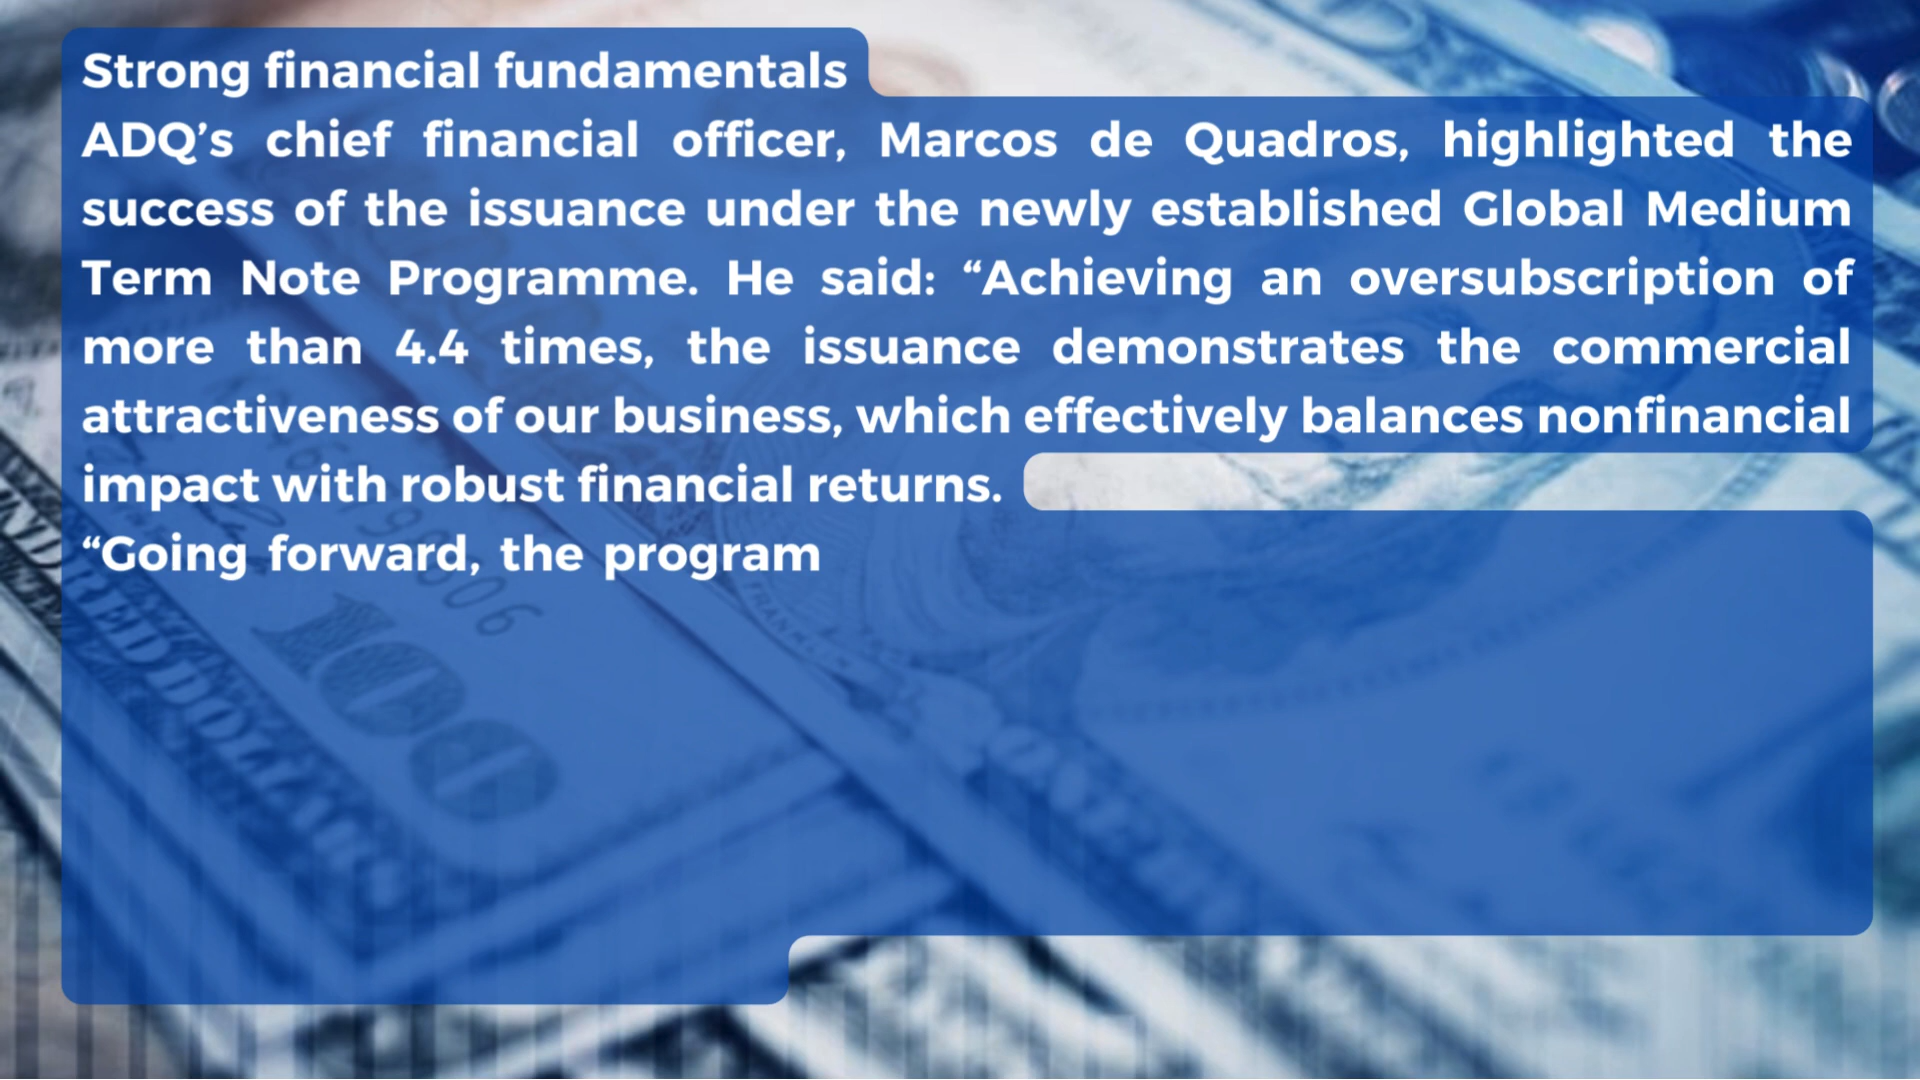 Strong financial fundamentals
ADQ’s chief financial officer, Marcos de Quadros, highlighted the
success of the issuance under the newly established Global Medium
Term Note Programme. He said: “Achieving an oversubscription of
more than 4.4 times, the issuance demonstrates the commercial
attractiveness of our business, which effectively balances nonfinancial
impact with robust financial returns.
“Going forward, the program
100